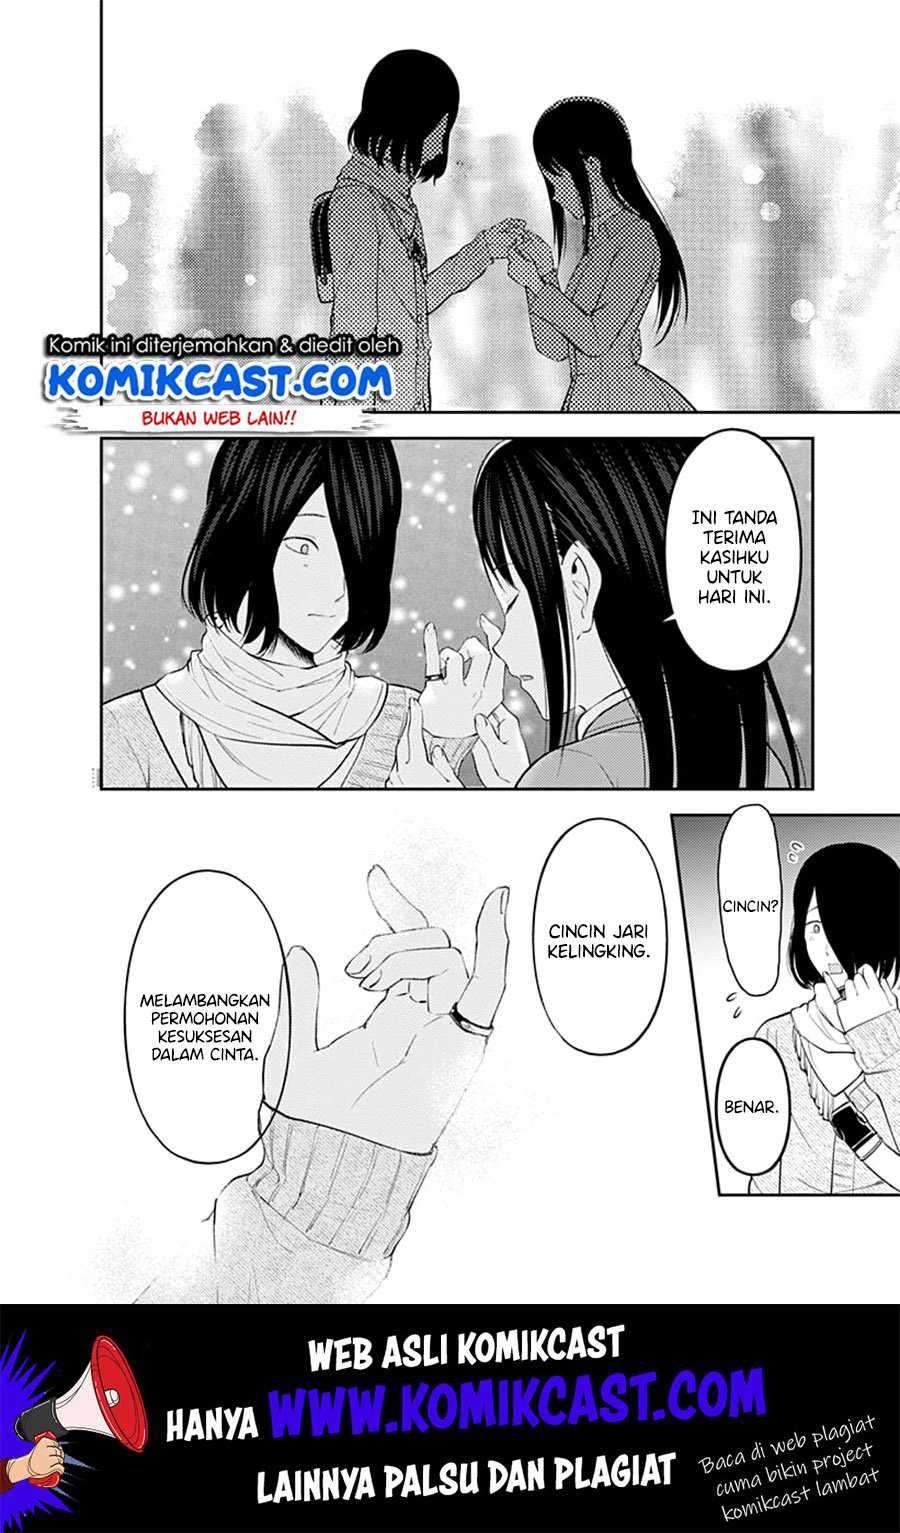 Komik ini diterjemahkan & diedit oleh
KOMIKCAST.COM
BUKAN WEB LAIN!!
INI TANDA
TERIMA
KASIHKU
UNTUK
HARI INI.
CINCIN?
BENAR.
CINCIN JARI
KELINGKING.
MELAMBANGKAN
PERMOHONAN
KESUKSESAN
DALAM CINTA.
WEB ASLI KOMIKCAST
HANYA WWW.KOMIKCAST.COM
LAINNYA PALSU DAN PLAGIAT
Baca di web plagiat
cuma bikin project
komikcast lambat